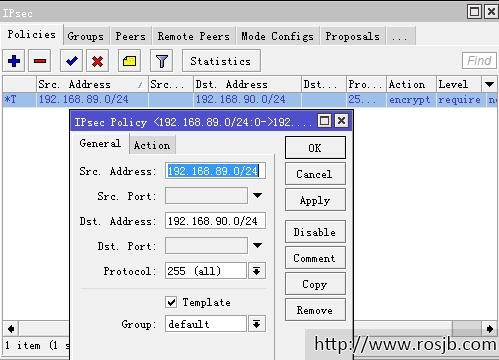 IPsec
Policies Groups Peers Remote Peers Mode Configs Proposals ...
Statistics Find
Src. Address Src... Dst. Address Dst... Pro... Action Level
*T 192.168.89.0/24 192.168.90.0/24 25... encrypt require
IPsec Policy <192.168.89.0/24:0->192....
General Action
OK
Src. Address: 192.168.89.0/24
Cancel
Src. Port:
Apply
Dst. Address: 192.168.90.0/24
Disable
Dst. Port:
Comment
Protocol: 255 (all)
Copy
Template
Remove
Group: default
1 item (1 s
http://www.rosjb.com